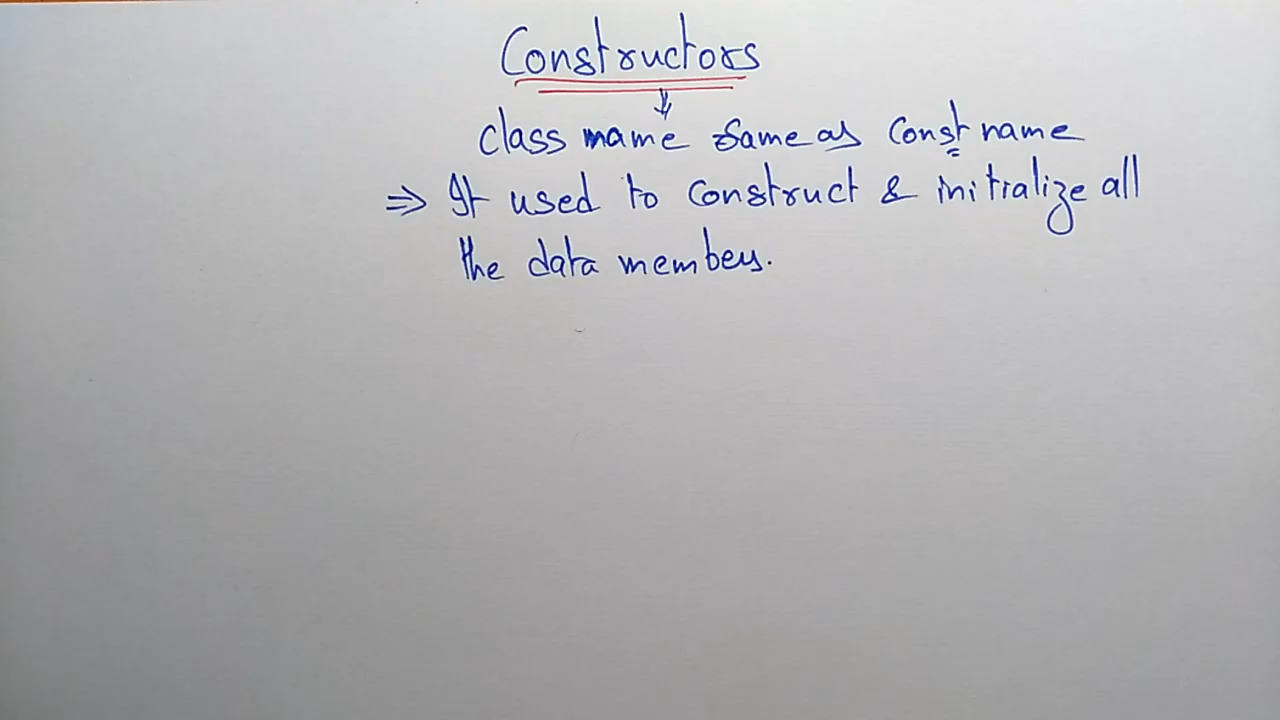 Constructors
class name same as Const name
⇒ It used to construct & initialize all
the data members.